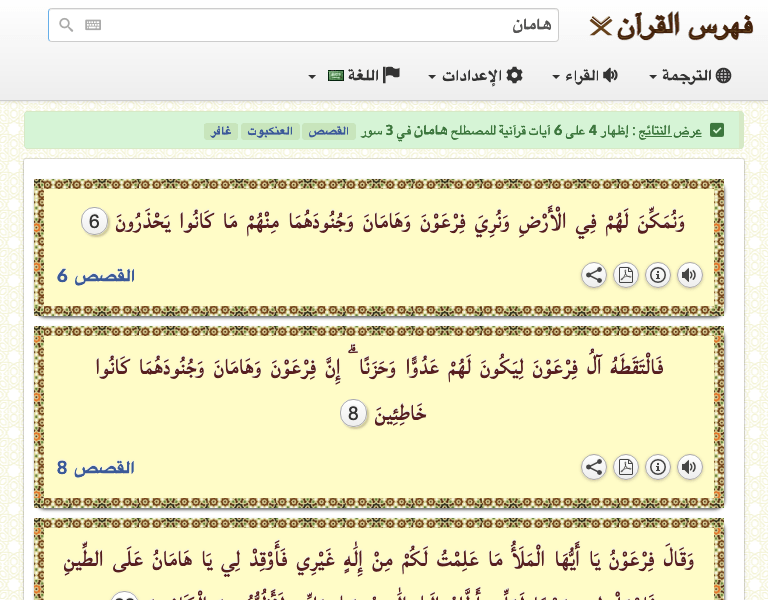 فهرس القرآن
هامان
الترجمة
القراء
الإعدادات
اللغة
عرض النتائج : إظهار 4 على 6 آيات قرآنية للمصطلح هامان في 3 سور القصص العنكبوت غافر
وَنُمَكِّنَ لَهُمْ فِي الْأَرْضِ وَنُرِيَ فِرْعَوْنَ وَهَامَانَ وَجُنُودَهُمَا مِنْهُمْ مَا كَانُوا يَحْذَرُونَ 6
القصص 6
فَالْتَقَطَهُ آلُ فِرْعَوْنَ لِيَكُونَ لَهُمْ عَدُوًّا وَحَزَنًا ۗ إِنَّ فِرْعَوْنَ وَهَامَانَ وَجُنُودَهُمَا كَانُوا
خَاطِئِينَ 8
القصص 8
وَقَالَ فِرْعَوْنُ يَا أَيُّهَا الْمَلَأُ مَا عَلِمْتُ لَكُمْ مِنْ إِلَٰهٍ غَيْرِي فَأَوْقِدْ لِي يَا هَامَانُ عَلَى الطِّينِ